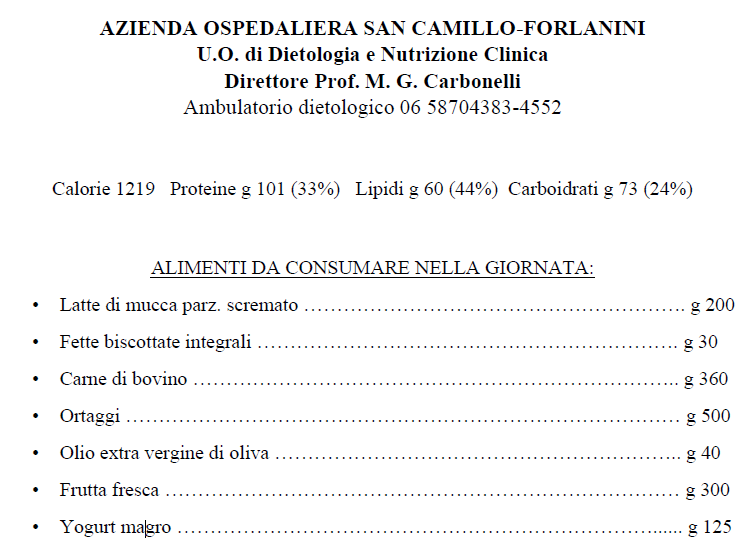 AZIENDA OSPEDALIERA SAN CAMILLO-FORLANINI
U.O. di Dietologia e Nutrizione Clinica
Direttore Prof. M. G. Carbonelli
Ambulatorio dietologico 06 58704383-4552
Calorie 1219 Proteine g 101 (33%) Lipidi g 60 (44%) Carboidrati g 73 (24%)
ALIMENTI DA CONSUMARE NELLA GIORNATA:
• Latte di mucca parz. scremato …………………………………………………. g 200
• Fette biscottate integrali ………………………………………………………. g 30
• Carne di bovino ………………………………………………………………... g 360
• Ortaggi ………………………………………………………………………… g 500
• Olio extra vergine di oliva …………………………………………………….. g 40
• Frutta fresca …………………………………………………………………… g 300
• Yogurt magro ………………………………………………………………...... g 125